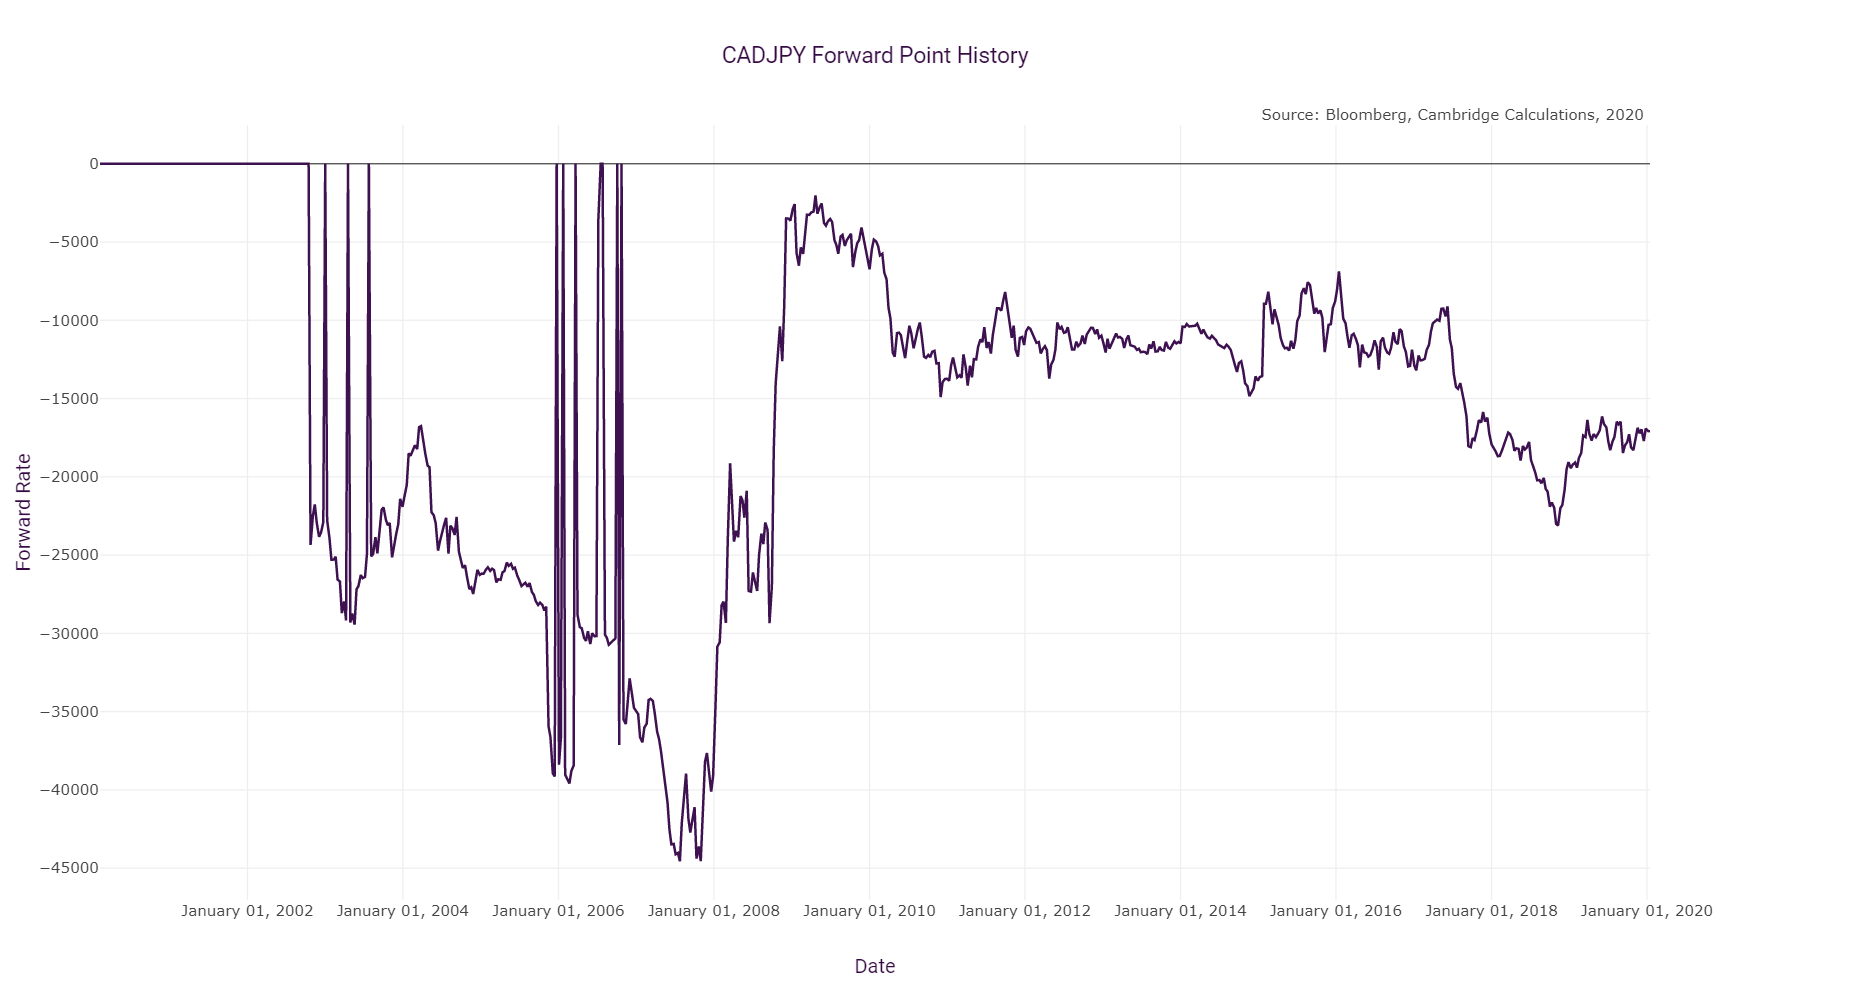 CADJPY Forward Point History
Source: Bloomberg, Cambridge Calculations, 2020
0
−5000
−10000
−15000
−20000
−25000
−30000
−35000
−40000
−45000
Forward Rate
January 01, 2002 January 01, 2004 January 01, 2006 January 01, 2008 January 01, 2010 January 01, 2012 January 01, 2014 January 01, 2016 January 01, 2018 January 01, 2020
Date